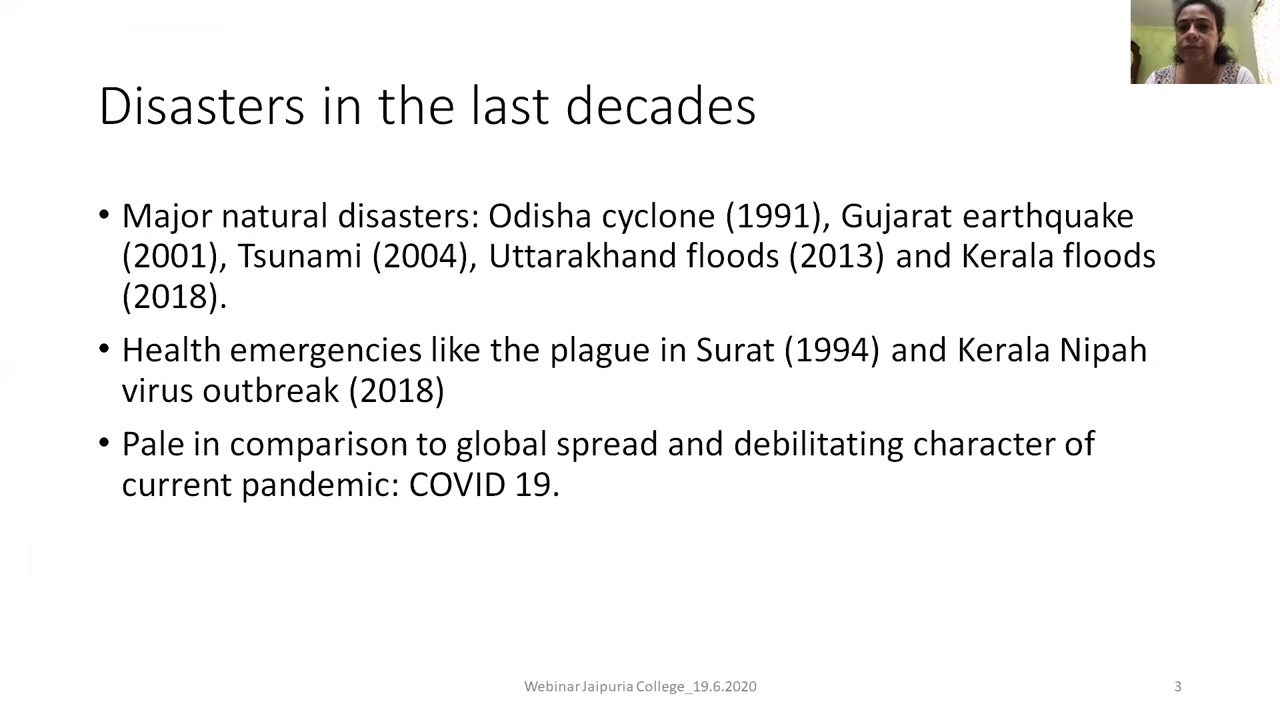 Disasters in the last decades
• Major natural disasters: Odisha cyclone (1991), Gujarat earthquake
(2001), Tsunami (2004), Uttarakhand floods (2013) and Kerala floods
(2018).
• Health emergencies like the plague in Surat (1994) and Kerala Nipah
virus outbreak (2018)
• Pale in comparison to global spread and debilitating character of
current pandemic: COVID 19.
Webinar Jaipuria College_19.6.2020
3